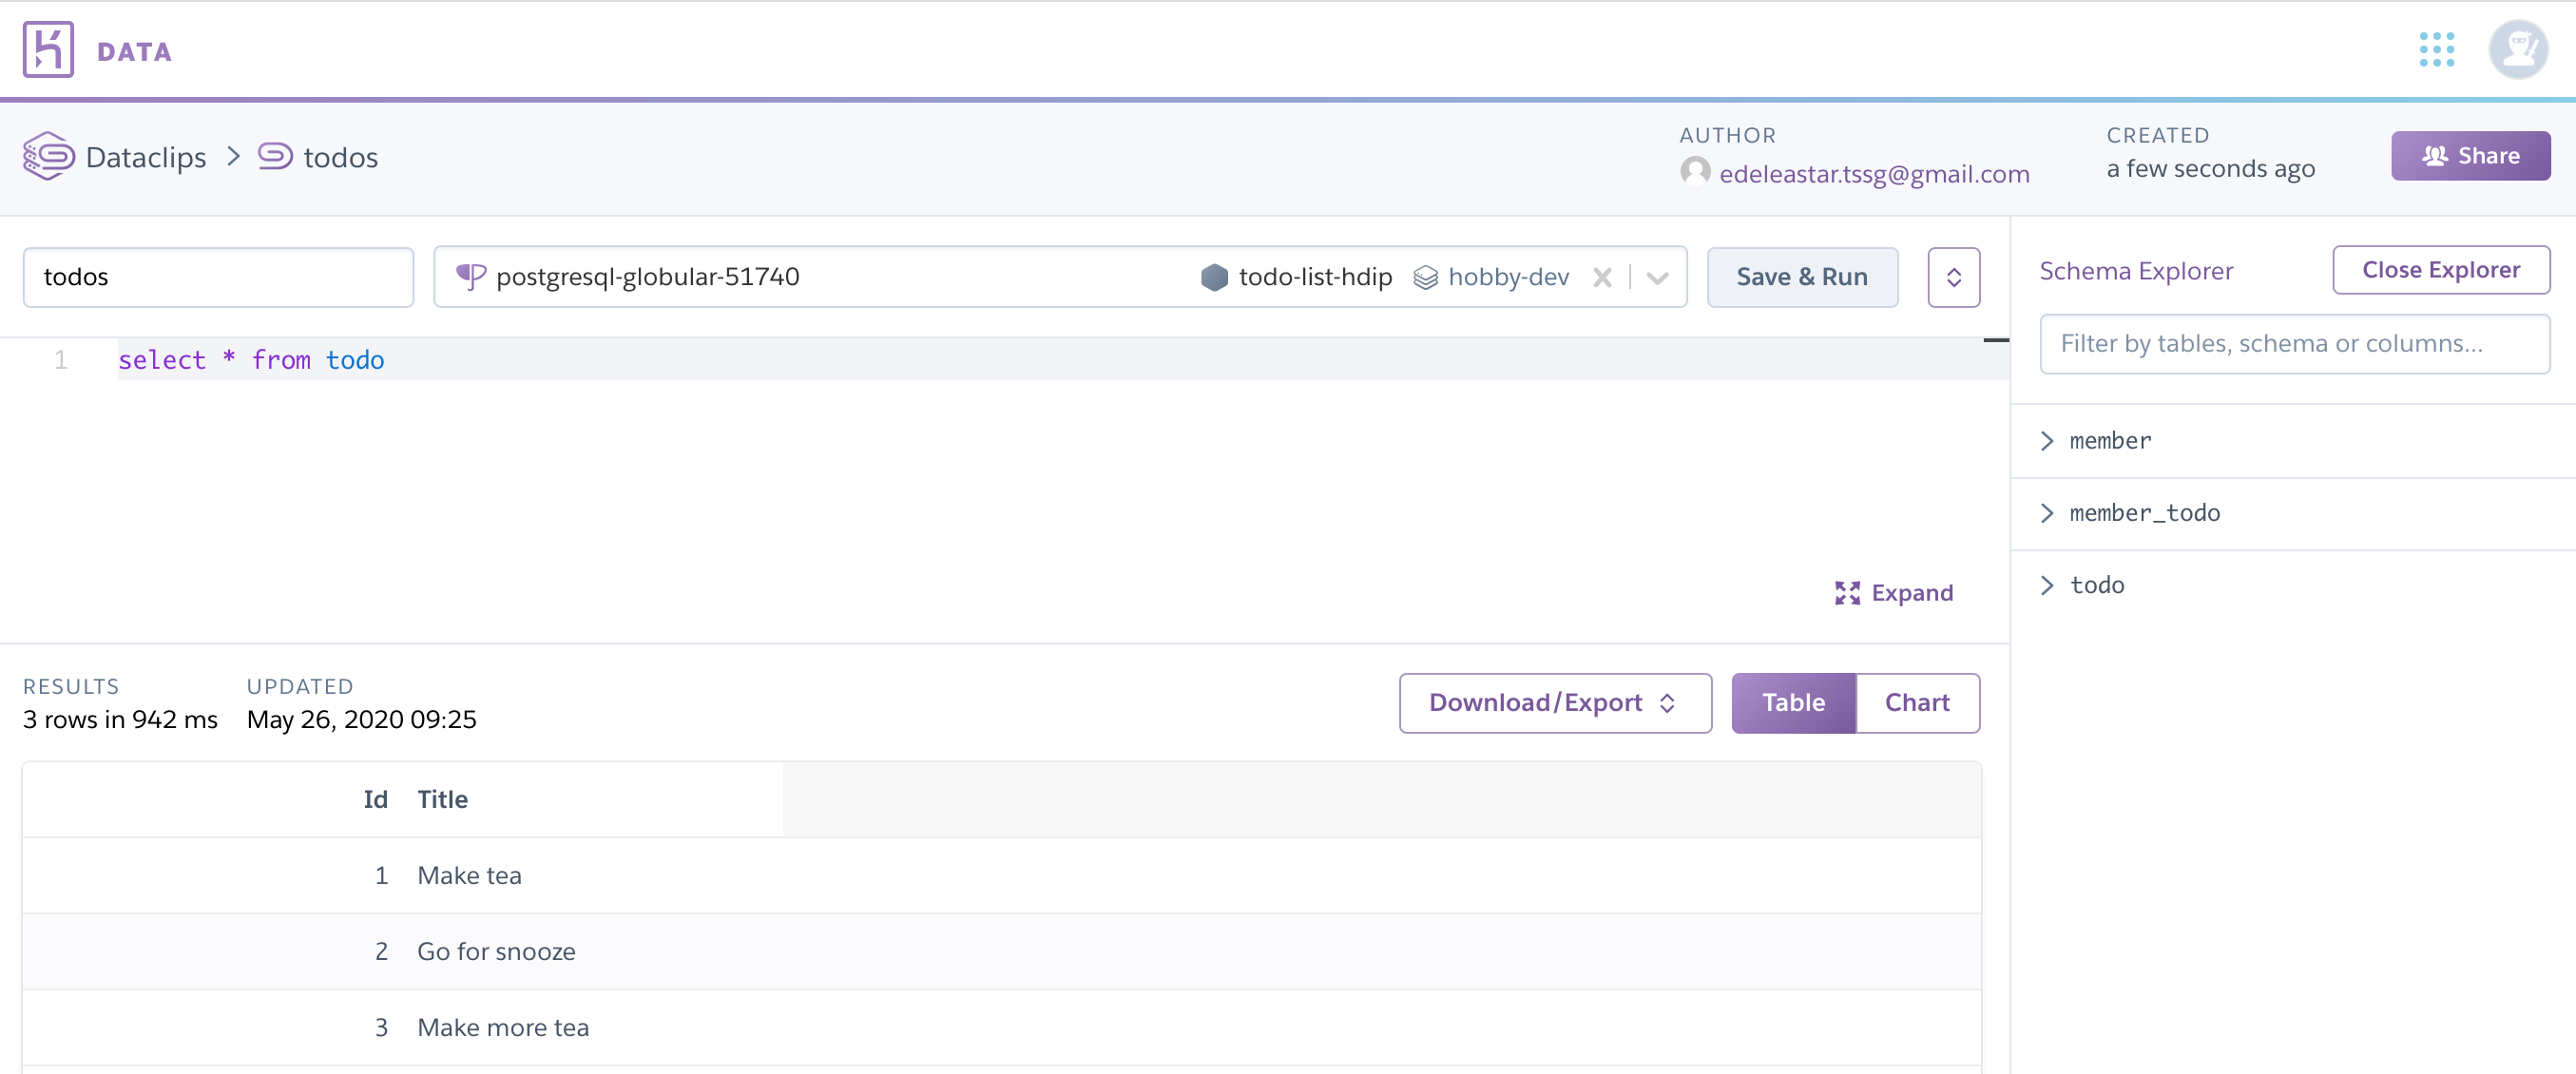 DATA
Dataclips > todos
AUTHOR
edeleastar.tssg@gmail.com
CREATED
a few seconds ago
Share
todos
postgresql-globular-51740
todo-list-hdip
hobby-dev
Save & Run
1 select * from todo
Expand
Schema Explorer
Close Explorer
Filter by tables, schema or columns...
member
member_todo
todo
RESULTS
3 rows in 942 ms
UPDATED
May 26, 2020 09:25
Download/Export
Table
Chart
Id Title
1 Make tea
2 Go for snooze
3 Make more tea